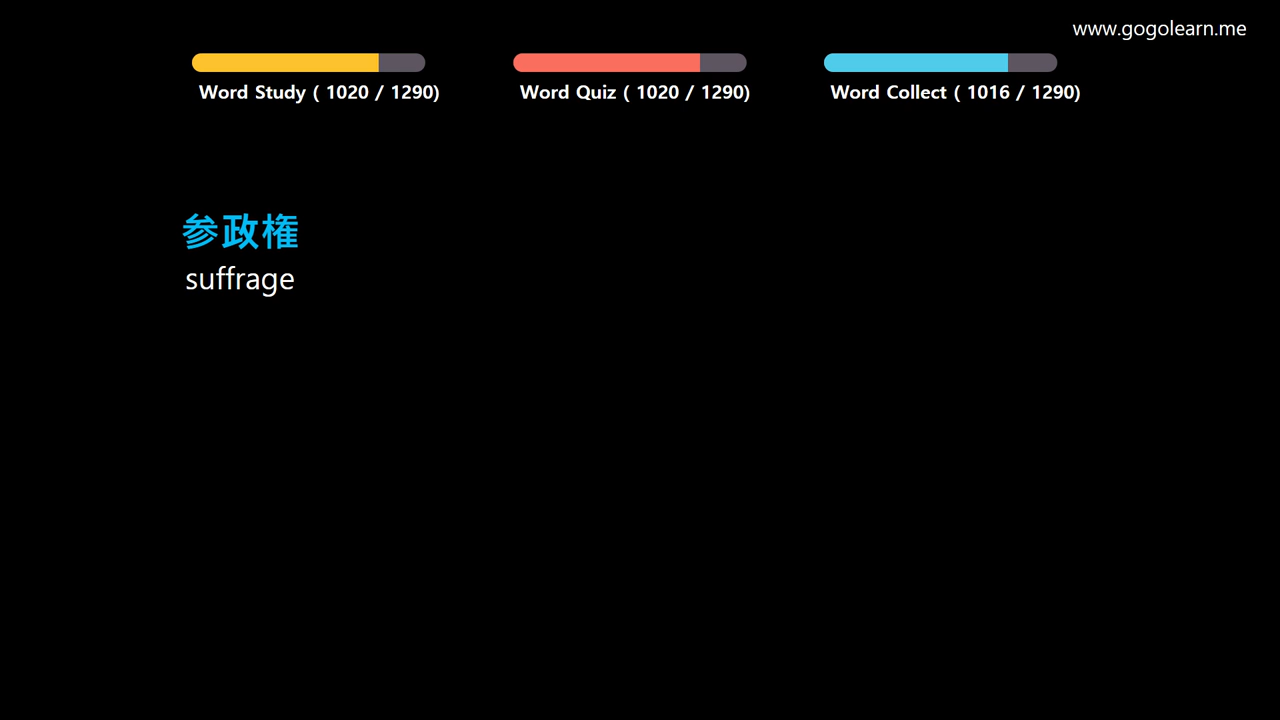 www.gogolearn.me
Word Study ( 1020 / 1290)
Word Quiz ( 1020 / 1290)
Word Collect ( 1016 / 1290)
参政権
suffrage